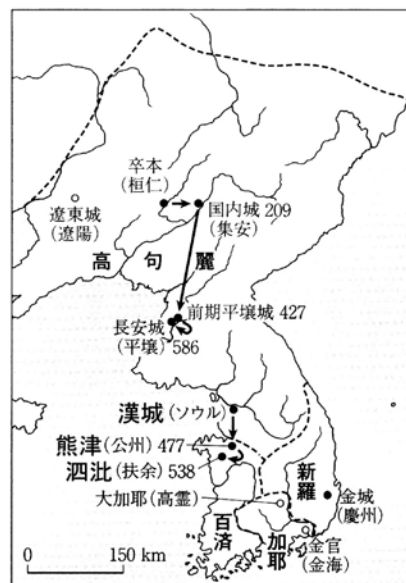 卒本
(桓仁)
国内城 209
(集安)
遼東城
(遼陽)
高句麗
前期平壌城 427
長安城
(平壌) 586
漢城(ソウル)
熊津(公州) 477
泗沘(扶余) 538
新羅
大加耶(高霊)
金城
(慶州)
百済
加耶
金官
(金海)
0 150 km